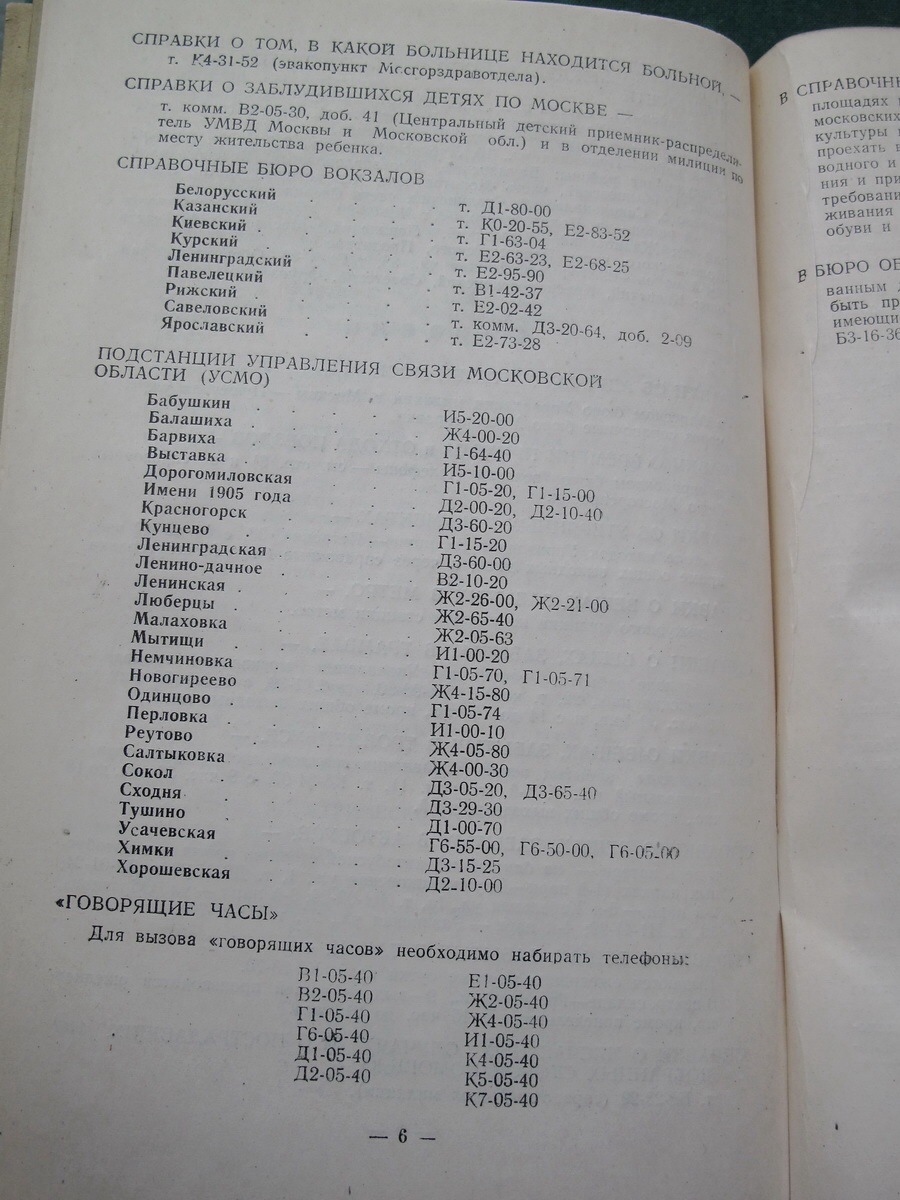 СПРАВКИ О ТОМ, В КАКОЙ БОЛЬНИЦЕ НАХОДИТСЯ БОЛЬНОЙ, —
т. К4-31-52 (эвакопункт Мосгорздравотдела).
СПРАВКИ О ЗАБЛУДИВШИХСЯ ДЕТЯХ ПО МОСКВЕ —
т. комм. В2-05-30, доб. 41 (Центральный детский приемник-распредели-
тель УМВД Москвы и Московской обл.) и в отделении милиции по
месту жительства ребенка.
СПРАВОЧНЫЕ БЮРО ВОКЗАЛОВ
Белорусский . . . т. Д1-80-00
Казанский . . . т. К0-20-55, Е2-83-52
Киевский . . . т. Г1-63-04
Курский . . . т. Е2-63-23, Е2-68-25
Ленинградский . . . т. Е2-95-90
Павелецкий . . . т. В1-42-37
Рижский . . . т. Е2-02-42
Савеловский . . . т. комм. Д3-20-64, доб. 2-09
Ярославский . . . т. Е2-73-28
ПОДСТАНЦИИ УПРАВЛЕНИЯ СВЯЗИ МОСКОВСКОЙ
ОБЛАСТИ (УСМО)
Бабушкин . . . И5-20-00
Балашиха . . . Ж4-00-20
Барвиха . . . Г1-64-40
Выставка . . . И5-10-00
Дорогомиловская . . . Г1-05-20, Г1-15-00
Имени 1905 года . . . Д2-00-20, Д2-10-40
Красногорск . . . Д3-60-20
Кунцево . . . Г1-15-20
Ленинградская . . . Д3-60-00
Ленино-дачное . . . В2-10-20
Ленинская . . . Ж2-26-00, Ж2-21-00
Люберцы . . . Ж2-65-40
Малаховка . . . Ж2-05-63
Мытищи . . . И1-00-20
Немчиновка . . . Г1-05-70, Г1-05-71
Новогиреево . . . Ж4-15-80
Одинцово . . . Г1-05-74
Перловка . . . И1-00-10
Реутово . . . Ж4-05-80
Салтыковка . . . Ж4-00-30
Сокол . . . Д3-05-20, Д3-65-40
Сходня . . . Д3-29-30
Тушино . . . Д1-00-70
Усачевская . . . Г6-55-00, Г6-50-00, Г6-05-00
Химки . . . Д3-15-25
Хорошевская . . . Д2-10-00
«ГОВОРЯЩИЕ ЧАСЫ»
Для вызова «говорящих часов» необходимо набирать телефоны:
В1-05-40 Е1-05-40
В2-05-40 Ж2-05-40
Г1-05-40 Ж4-05-40
Г6-05-40 И1-05-40
Д1-05-40 К4-05-40
Д2-05-40 К5-05-40
К7-05-40
— 6 —
В СПРАВОЧН
площадях
московских
культуры
проехать
водного и
ния и при
требовани
живания
обуви и
В БЮРО ОБ
ванным
быть пр
имеющи
Б3-16-36